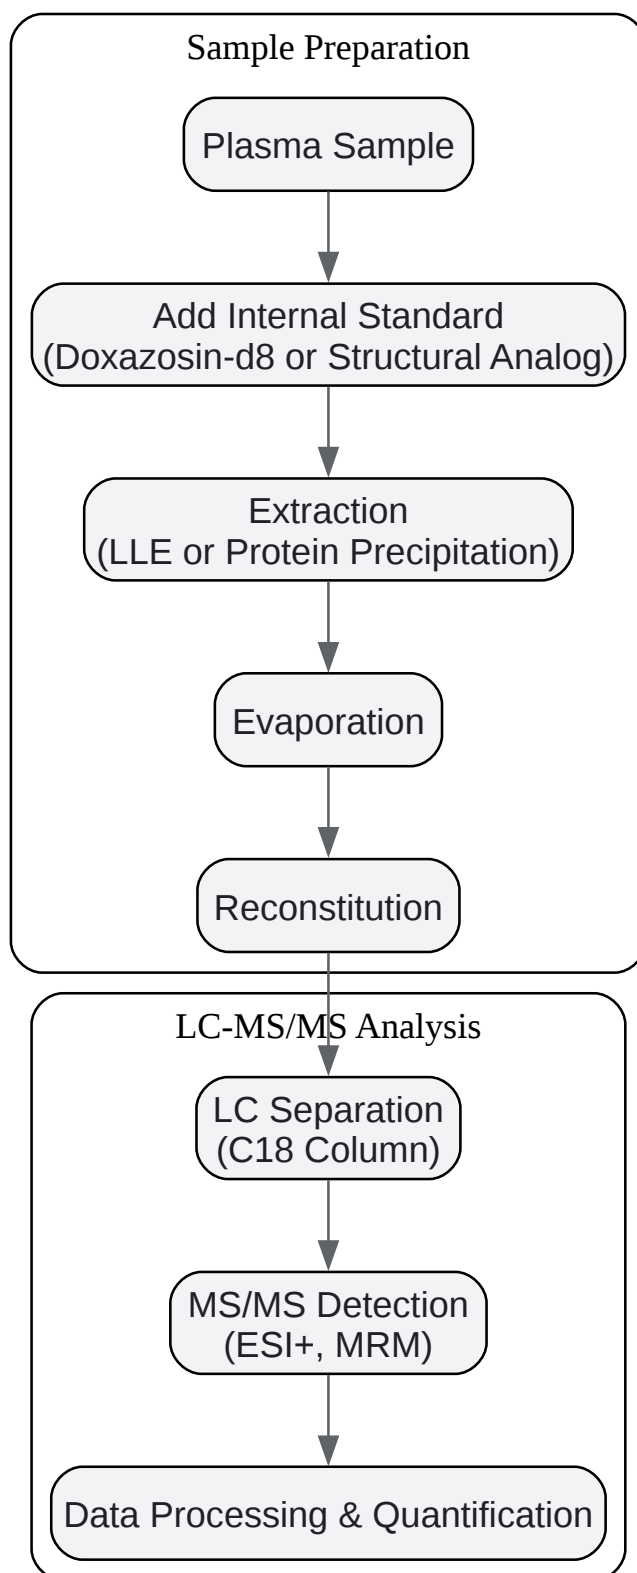 Sample Preparation
Plasma Sample
Add Internal Standard
(Doxazosin-d8 or Structural Analog)
Extraction
(LLE or Protein Precipitation)
Evaporation
Reconstitution
LC-MS/MS Analysis
LC Separation
(C18 Column)
MS/MS Detection
(ESI+, MRM)
Data Processing & Quantification